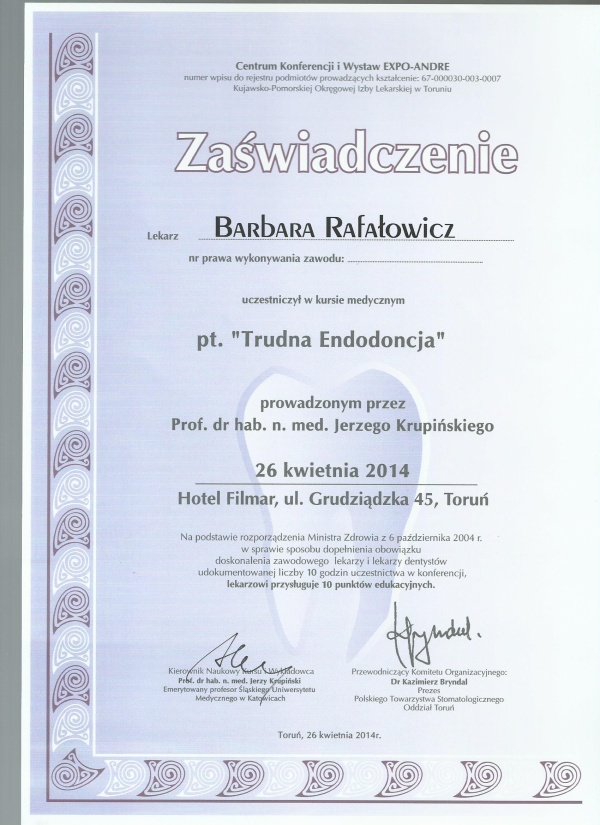 Centrum Konferencji i Wystaw EXPO-ANDRE
numer wpisu do rejestru podmiotów prowadzących kształcenie: 67-000030-003-0007
Kujawsko-Pomorskiej Okręgowej Izby Lekarskiej w Toruniu
Zaświadczenie
Lekarz BARBARA RAFAŁOWICZ
nr prawa wykonywania zawodu:
uczestniczył w kursie medycznym
pt. "Trudna Endodoncja"
prowadzonym przez
Prof. dr hab. n. med. Jerzego Krupińskiego
26 kwietnia 2014
Hotel Filmar, ul. Grudziądzka 45, Toruń
Na podstawie rozporządzenia Ministra Zdrowia z 6 października 2004 r.
w sprawie sposobu dopełnienia obowiązku
doskonalenia zawodowego lekarzy i lekarzy dentystów
udokumentowanej liczby 10 godzin uczestnictwa w konferencji,
lekarzowi przysługuje 10 punktów edukacyjnych.
Bryndal.
Kierownik Naukowy Kursu i Wykładowca
Prof. dr hab. n. med. Jerzy Krupiński
Emerytowany profesor Śląskiego Uniwersytetu
Medycznego w Katowicach
Przewodniczący Komitetu Organizacyjnego:
Dr Kazimierz Bryndal
Prezes
Polskiego Towarzystwa Stomatologicznego
Oddział Toruń
Toruń, 26 kwietnia 2014r.